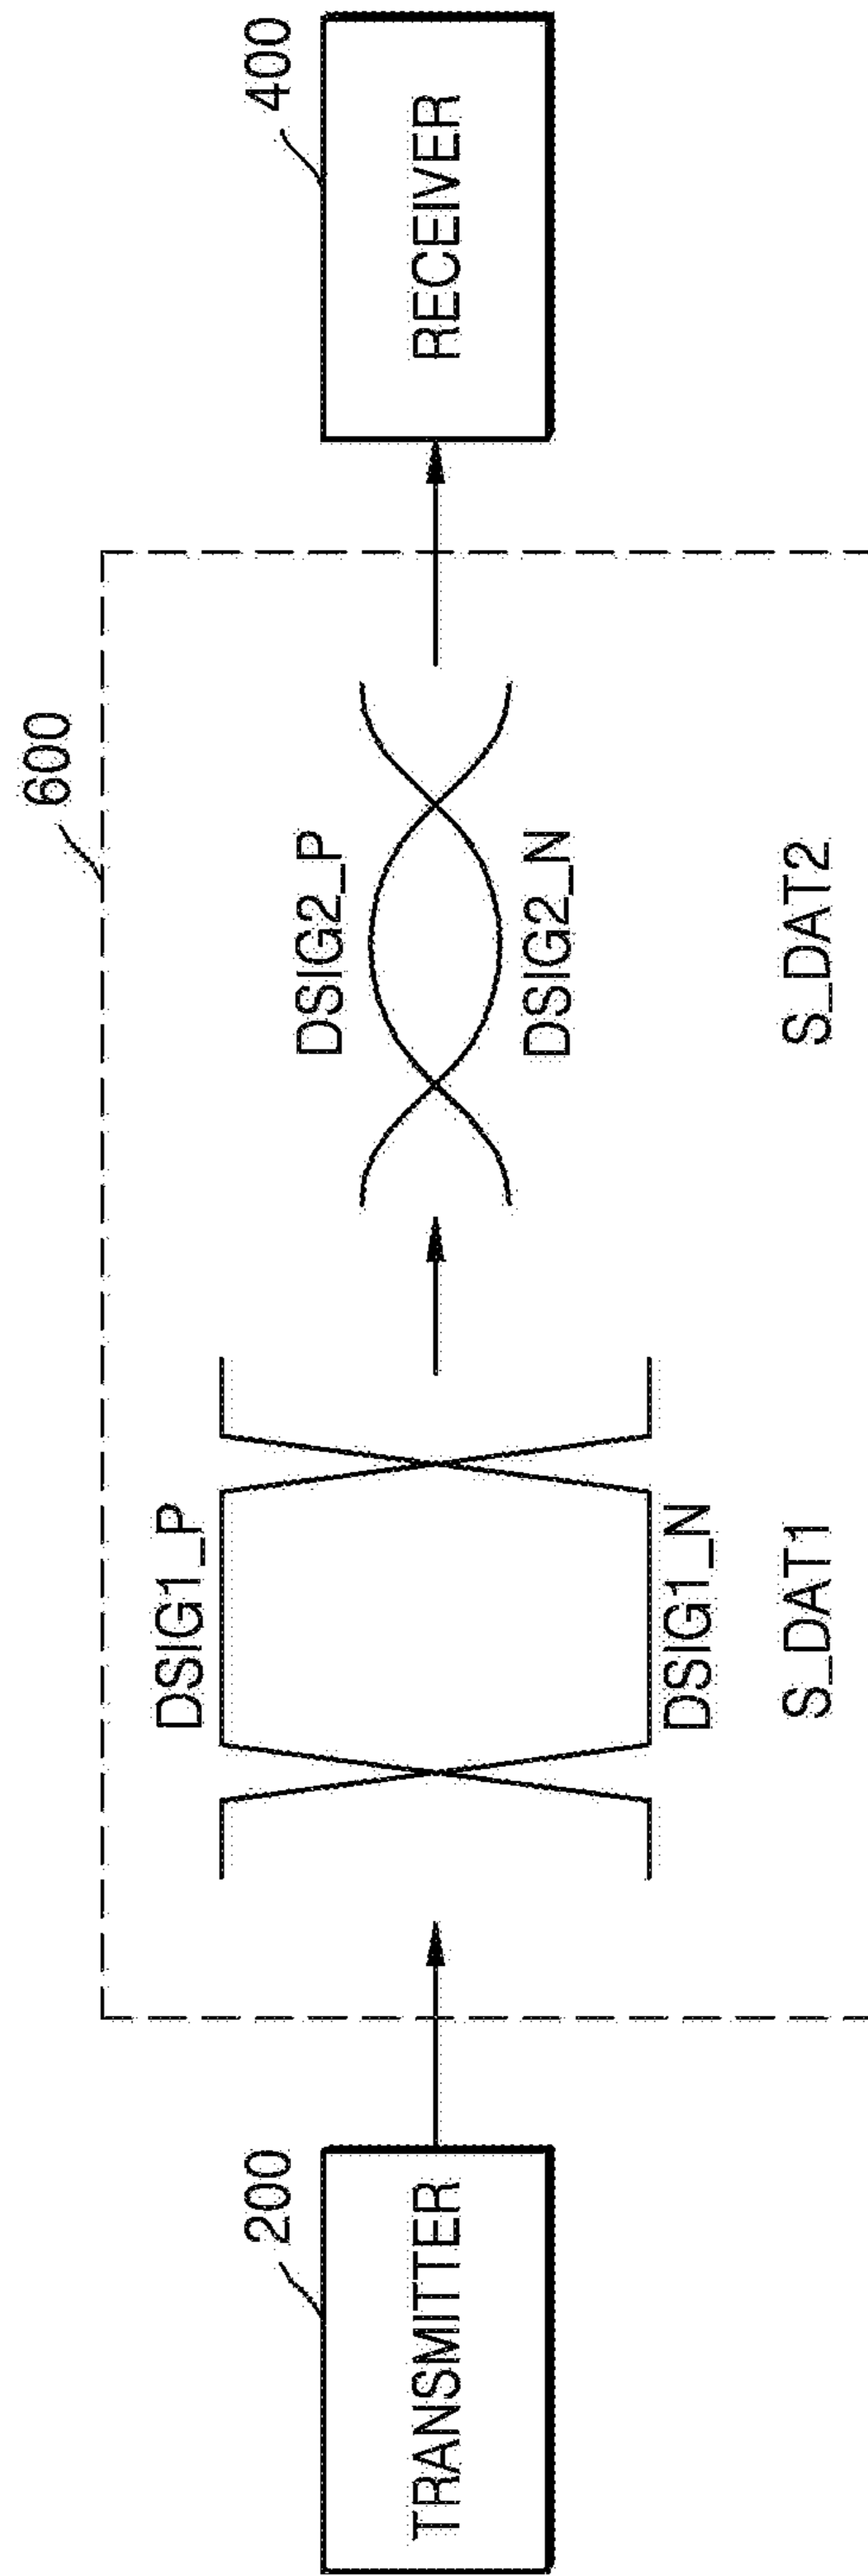 600
200
TRANSMITTER
DSIG1_P
DSIG1_N
S_DAT1
DSIG2_P
DSIG2_N
S_DAT2
400
RECEIVER